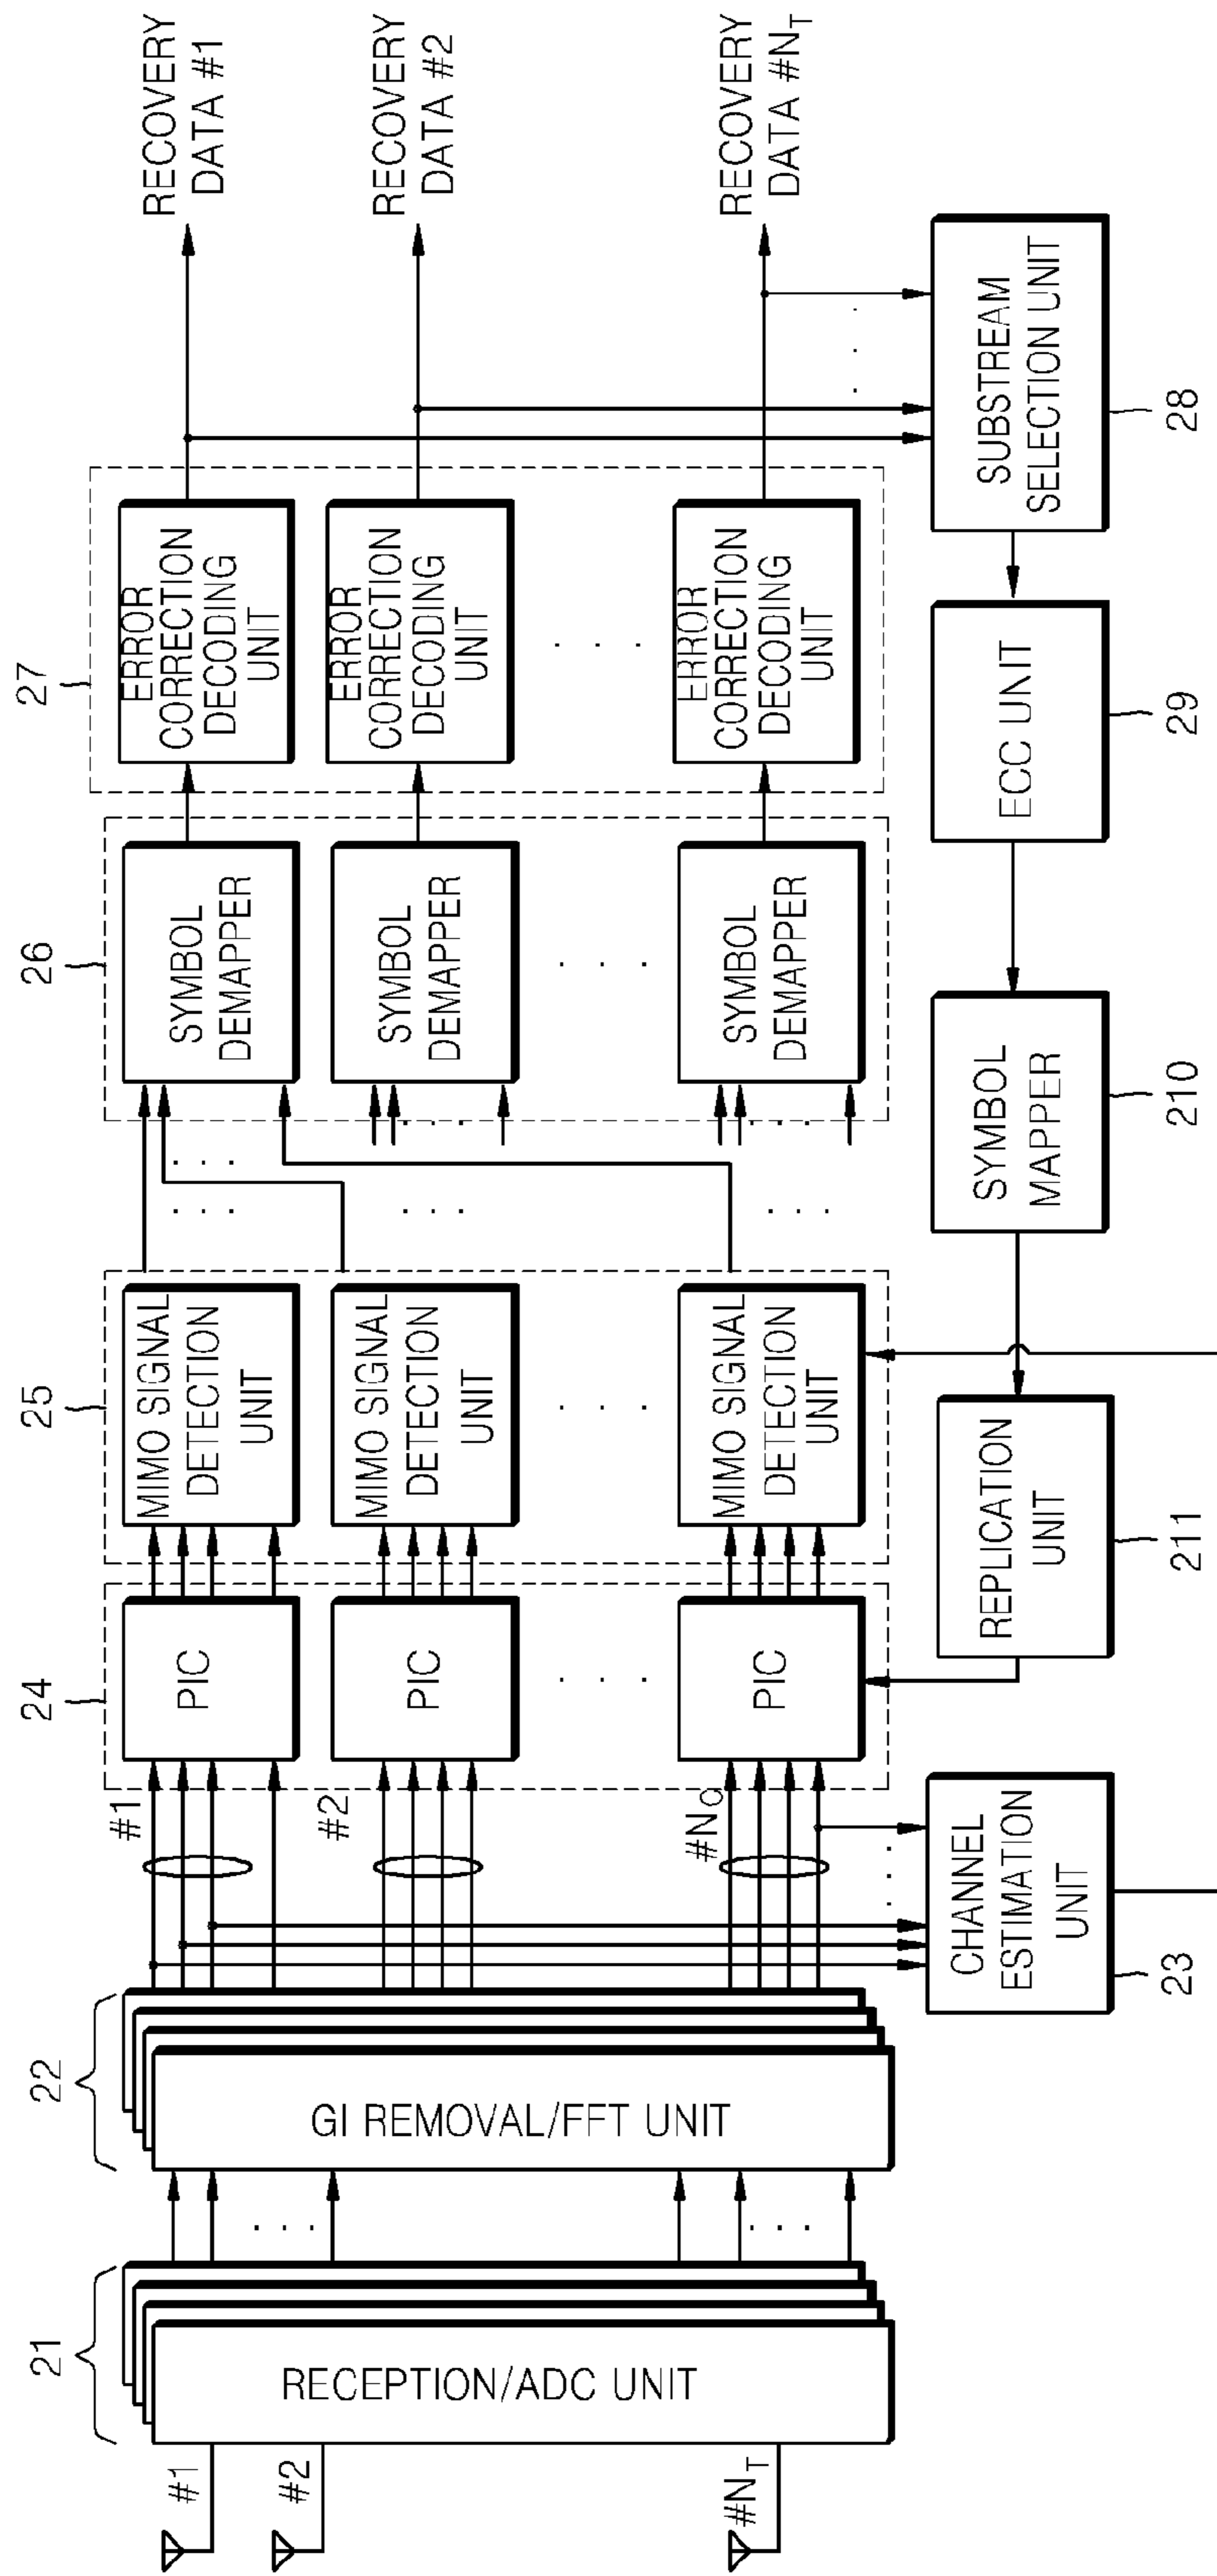 21
RECEPTION/ADC UNIT
#1
#2
#NT
22
GI REMOVAL/FFT UNIT
#1
#2
#NC
CHANNEL
ESTIMATION
UNIT
23
24
PIC
PIC
. . .
PIC
25
MIMO SIGNAL
DETECTION
UNIT
MIMO SIGNAL
DETECTION
UNIT
. . .
MIMO SIGNAL
DETECTION
UNIT
26
SYMBOL
DEMAPPER
SYMBOL
DEMAPPER
. . .
SYMBOL
DEMAPPER
27
ERROR
CORRECTION
DECODING
UNIT
ERROR
CORRECTION
DECODING
UNIT
. . .
ERROR
CORRECTION
DECODING
UNIT
RECOVERY
DATA #1
RECOVERY
DATA #2
RECOVERY
DATA #NT
SUBSTREAM
SELECTION UNIT
28
ECC UNIT
29
SYMBOL
MAPPER
210
REPLICATION
UNIT
211